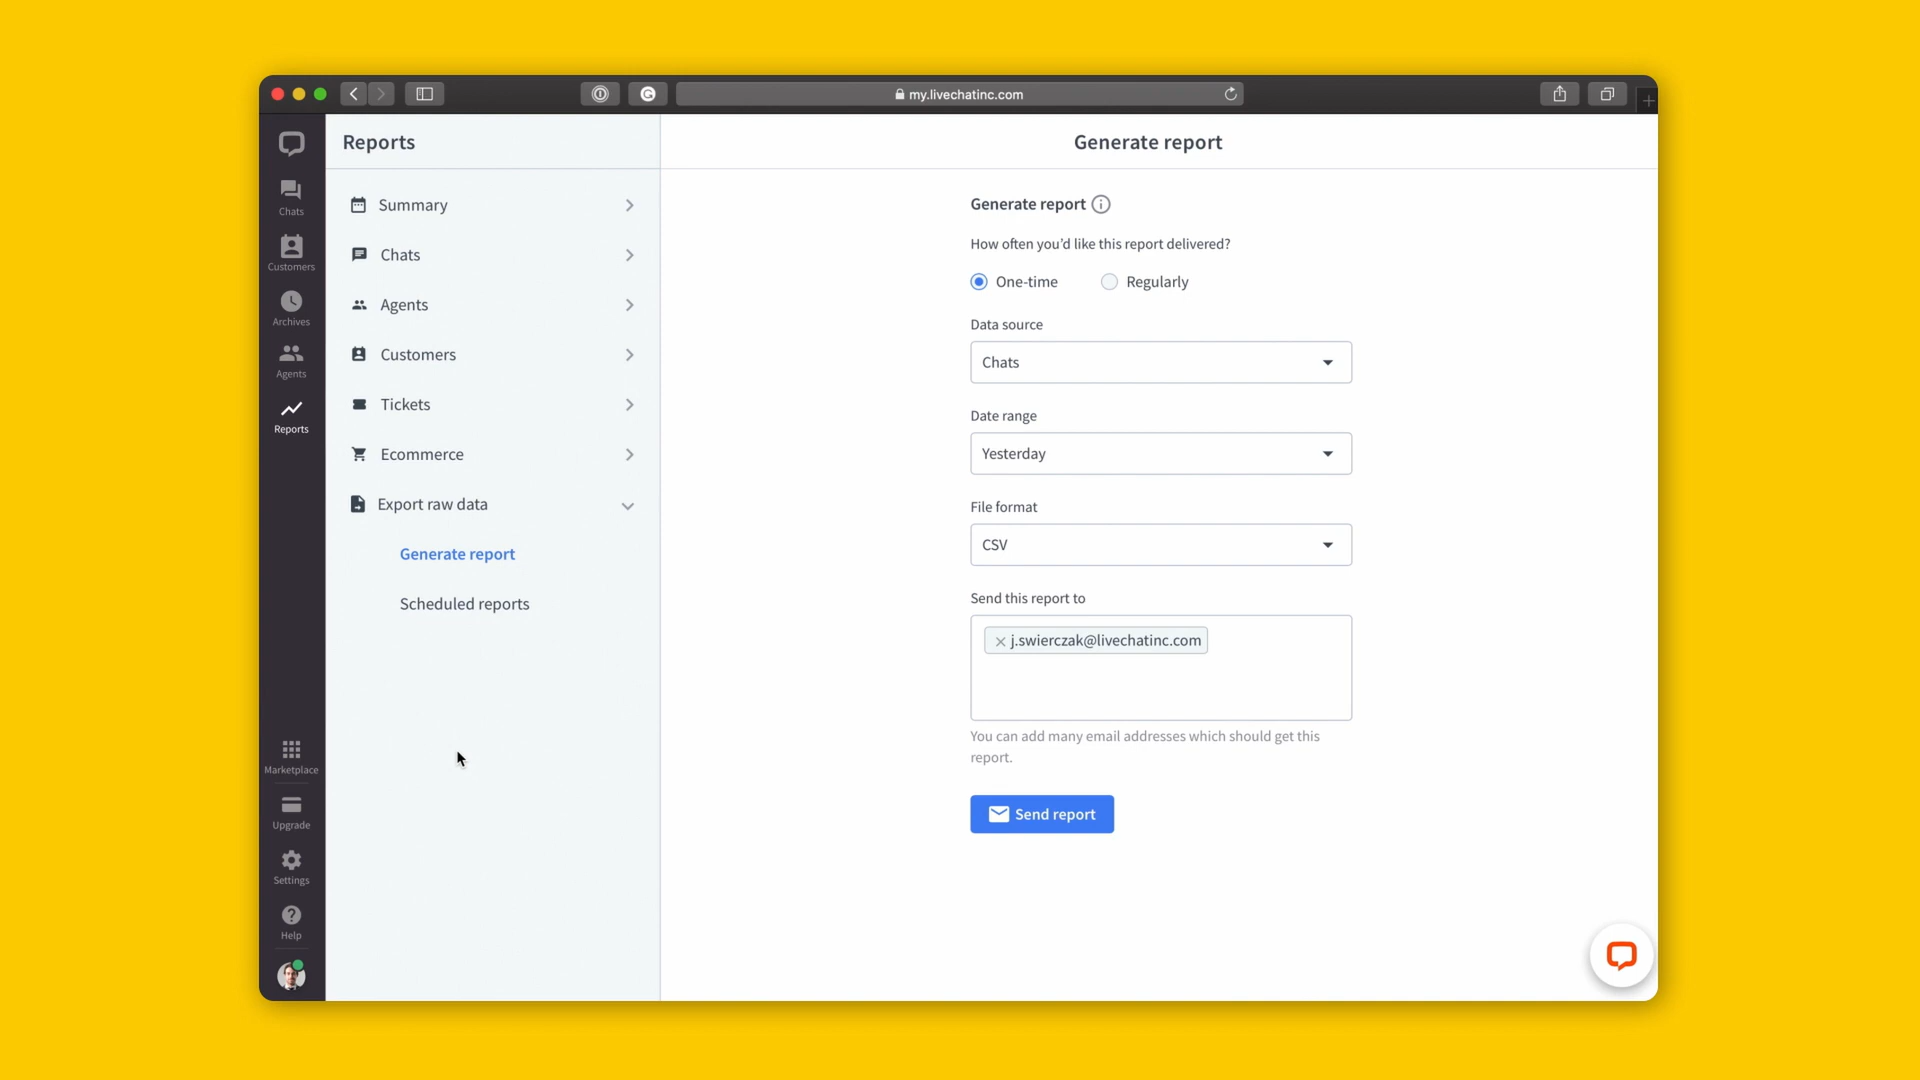 my.livechatinc.com
Reports
Generate report
Chats
Customers
Archives
Agents
Reports
Marketplace
Upgrade
Settings
Help
Summary
Chats
Agents
Customers
Tickets
Ecommerce
Export raw data
Generate report
Scheduled reports
Generate report
How often you’d like this report delivered?
One-time Regularly
Data source
Chats
Date range
Yesterday
File format
CSV
Send this report to
j.swierczak@livechatinc.com
You can add many email addresses which should get this
report.
Send report